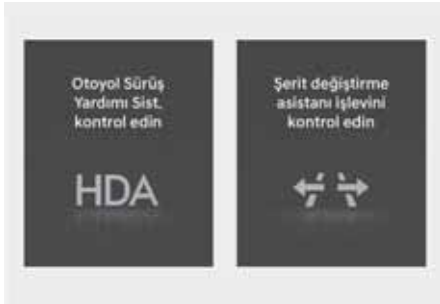 Otoyol Sürüş
Yardımı Sist.
kontrol edin
HDA
Şerit değiştirme
asistanı işlevini
kontrol edin